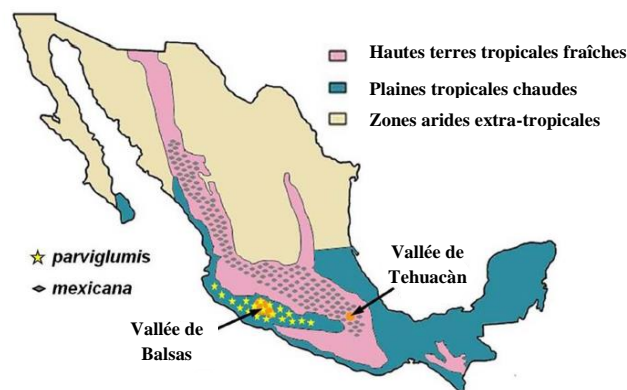 Hautes terres tropicales fraîches
Plaines tropicales chaudes
Zones arides extra-tropicales
parviglumis
mexicana
Vallée de
Tehuacàn
Vallée de
Balsas